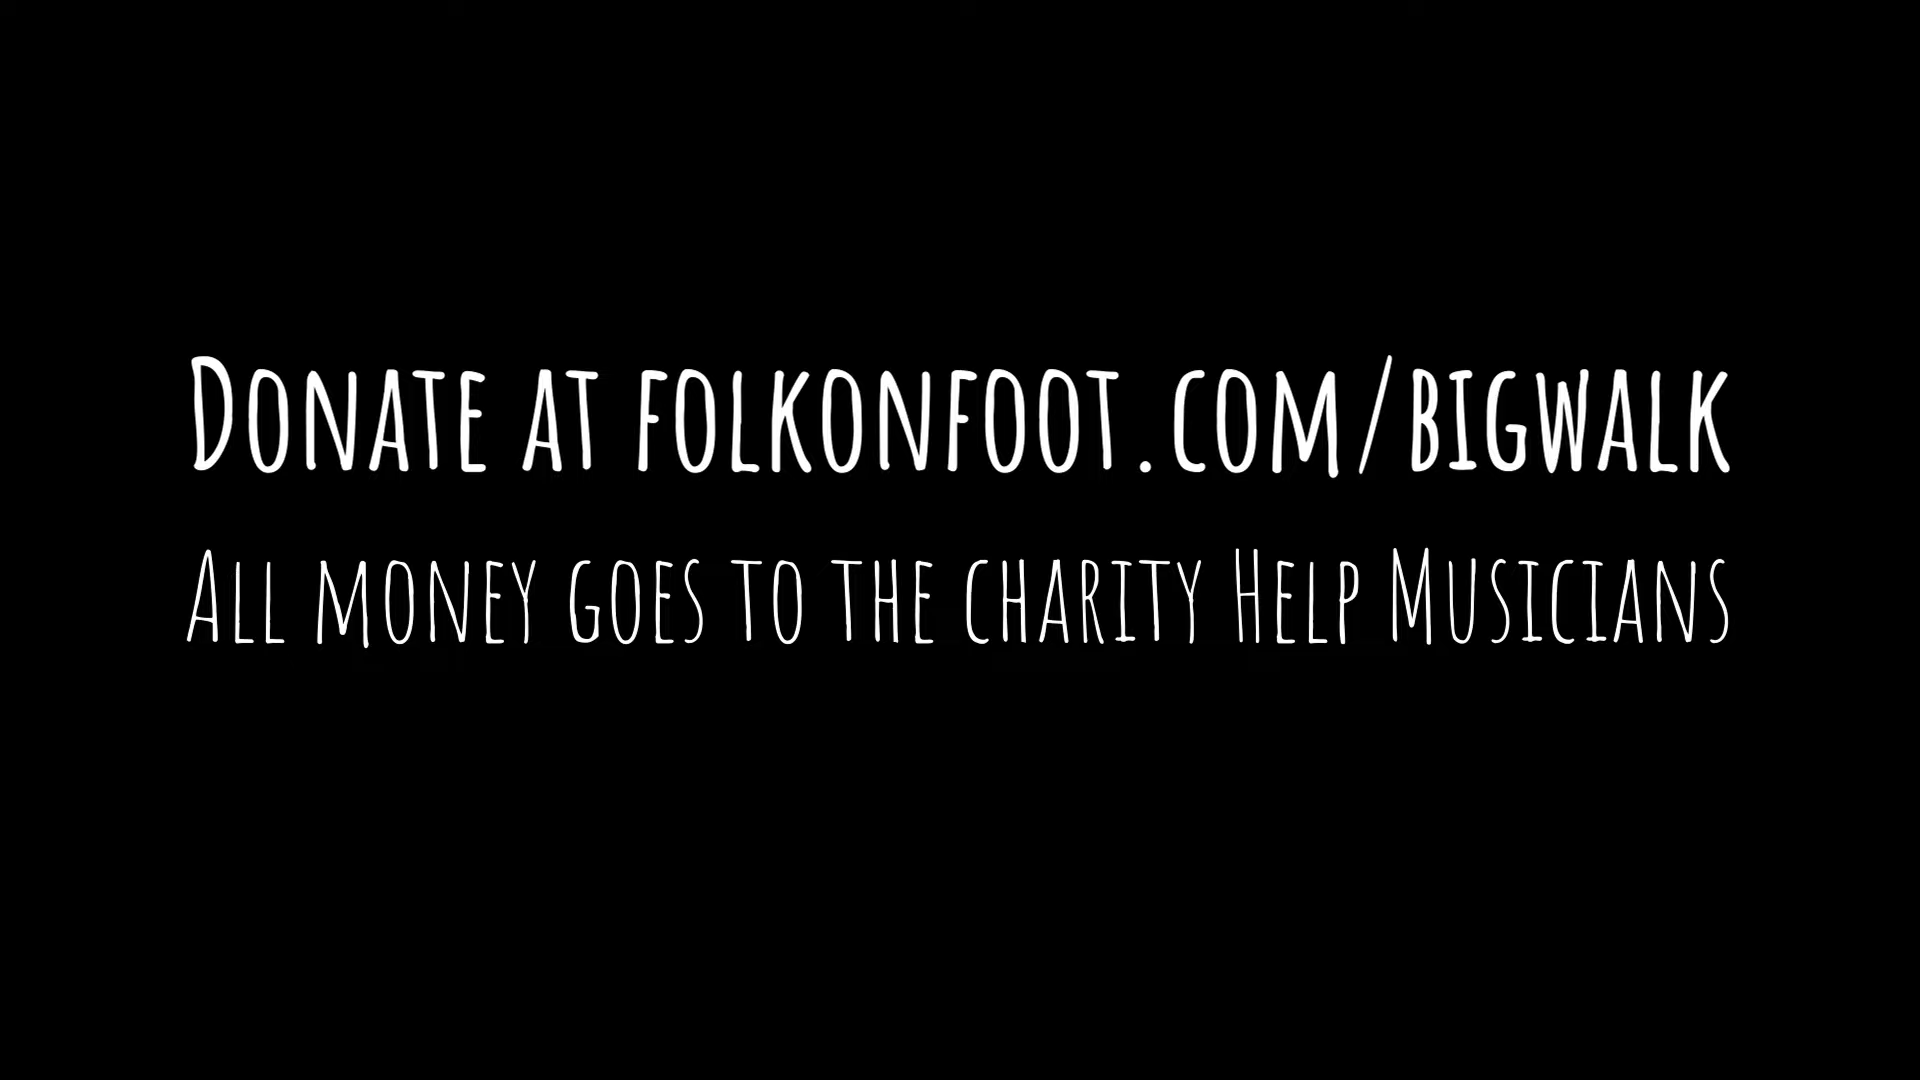 Donate at folkonfoot.com/bigwalk
All money goes to the charity Help Musicians